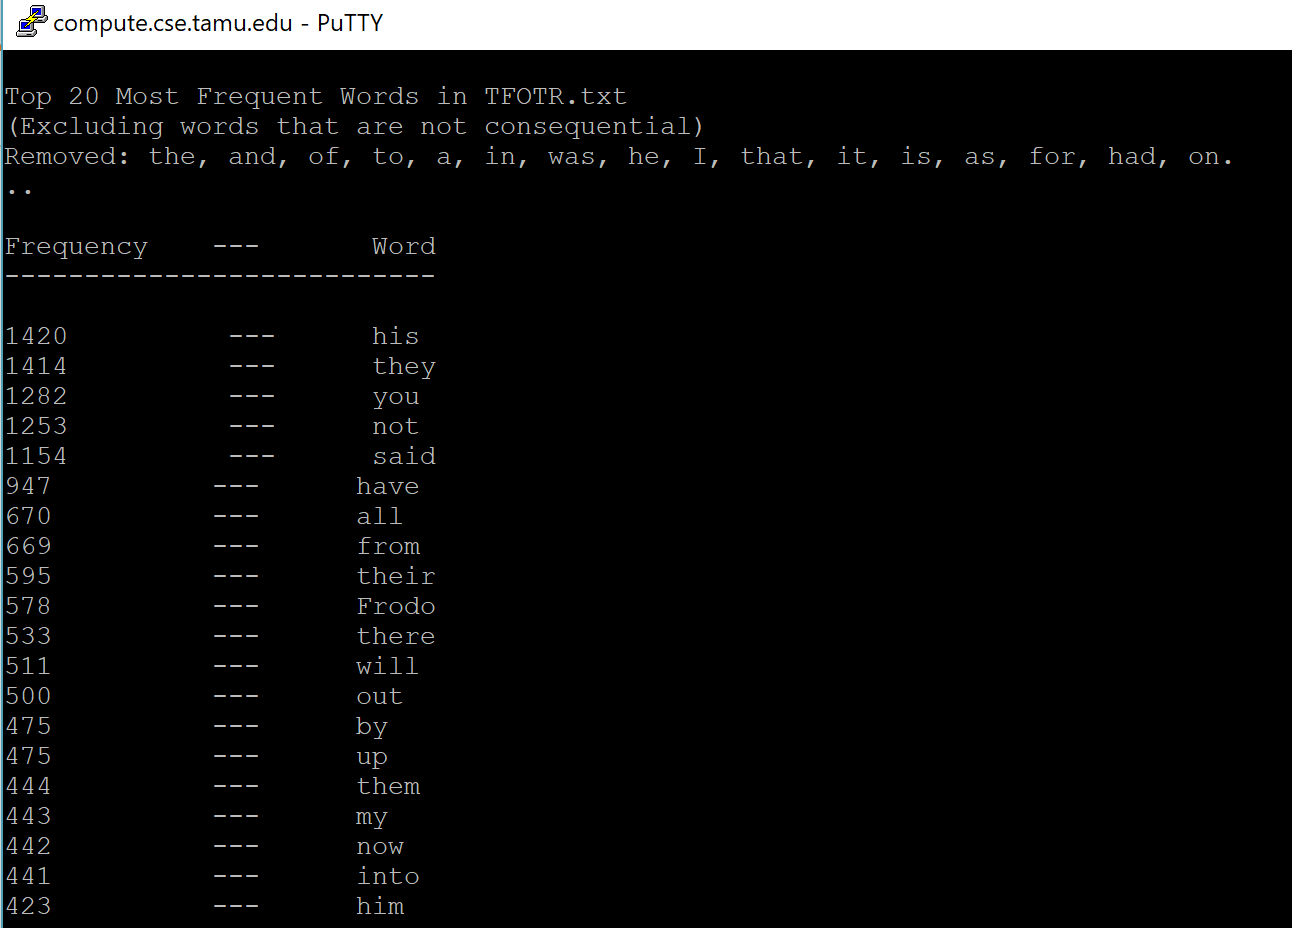 compute.cse.tamu.edu - PuTTY
Top 20 Most Frequent Words in TFOTR.txt
(Excluding words that are not consequential)
Removed: the, and, of, to, a, in, was, he, I, that, it, is, as, for, had, on.
..
Frequency    ---       Word
---------------------------
1420          ---      his
1414          ---      they
1282          ---      you
1253          ---      not
1154          ---      said
947          ---      have
670          ---      all
669          ---      from
595          ---      their
578          ---      Frodo
533          ---      there
511          ---      will
500          ---      out
475          ---      by
475          ---      up
444          ---      them
443          ---      my
442          ---      now
441          ---      into
423          ---      him